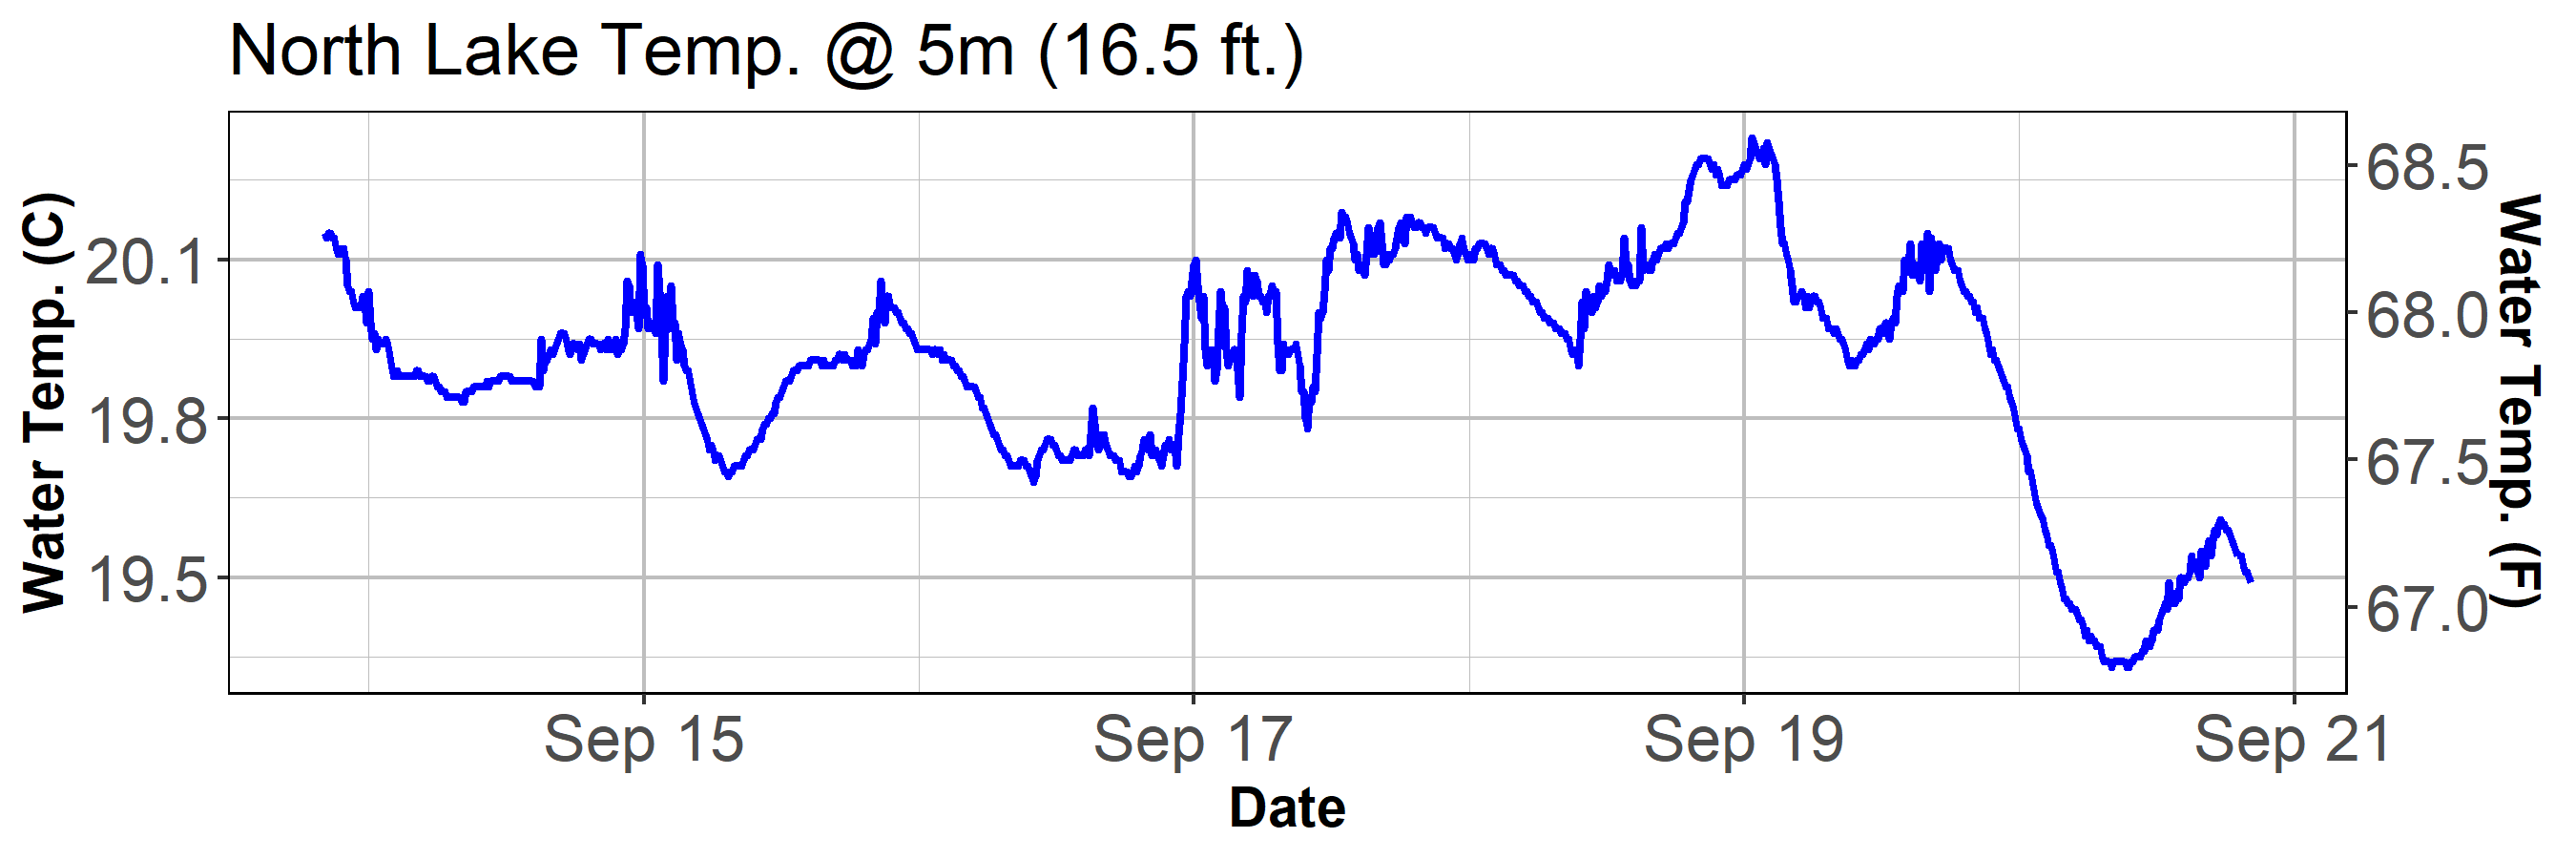 North Lake Temp. @ 5m (16.5 ft.)
Water Temp. (C)
20.1
19.8
19.5
68.5
68.0
67.5
67.0
Water Temp. (F)
Sep 15
Sep 17
Sep 19
Sep 21
Date